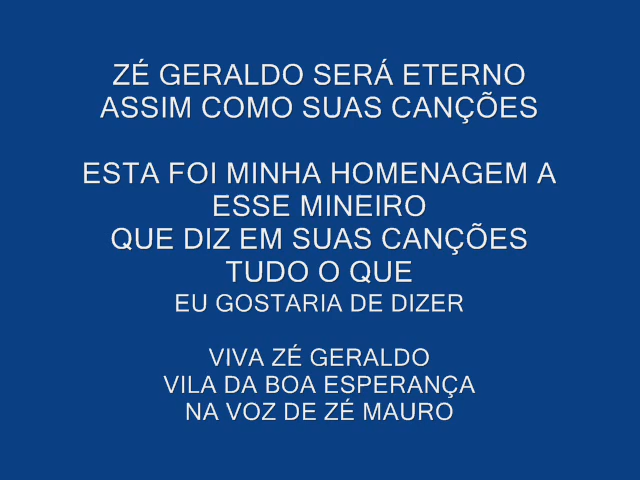 ZÉ GERALDO SERÁ ETERNO
ASSIM COMO SUAS CANÇÕES
ESTA FOI MINHA HOMENAGEM A
ESSE MINEIRO
QUE DIZ EM SUAS CANÇÕES
TUDO O QUE
EU GOSTARIA DE DIZER
VIVA ZÉ GERALDO
VILA DA BOA ESPERANÇA
NA VOZ DE ZÉ MAURO